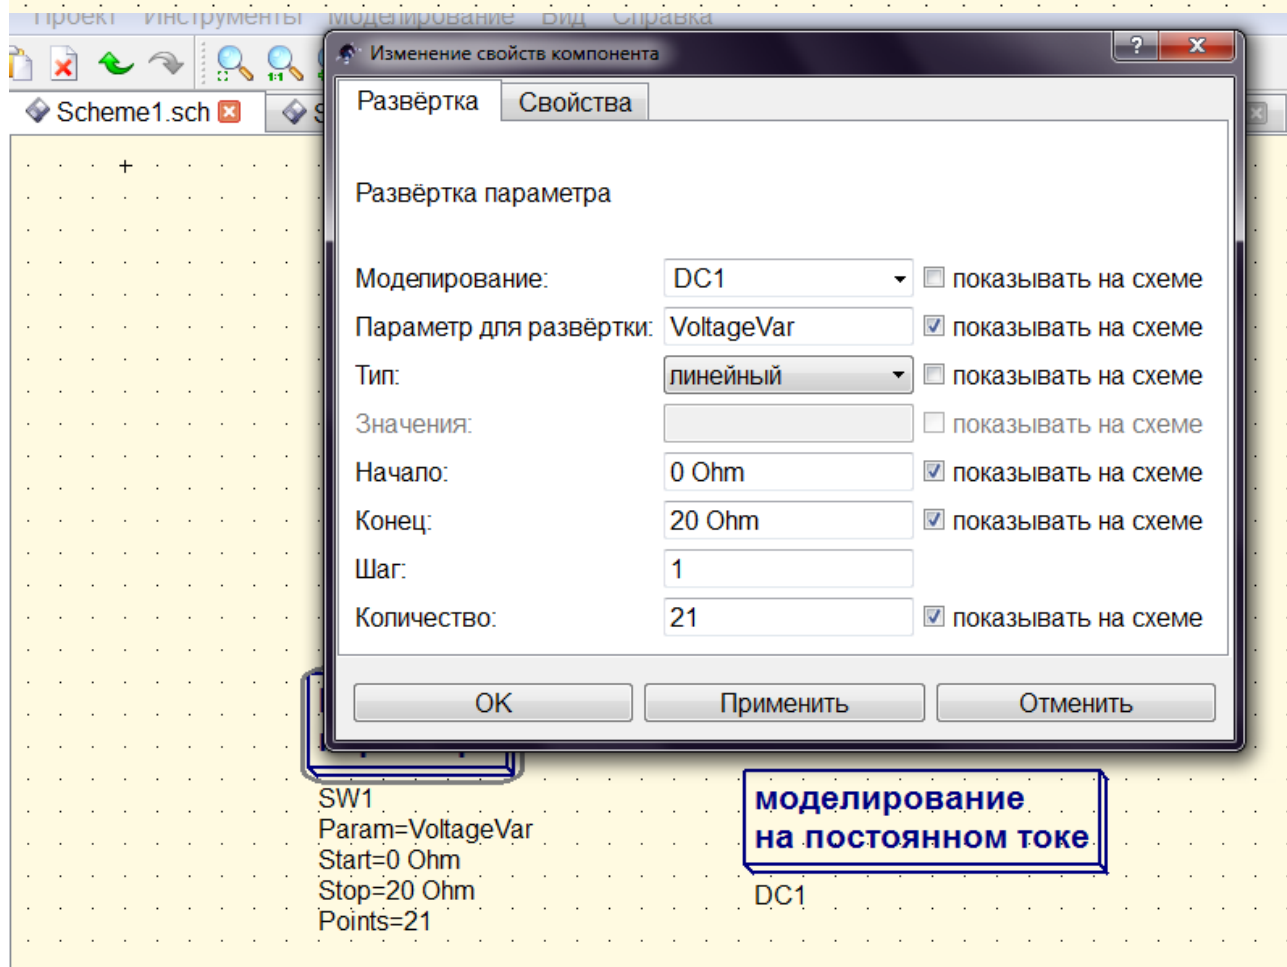 Проект Инструменты Моделирование Вид Справка
Изменение свойств компонента
?
1:1
Scheme1.sch
Развёртка Свойства
Развёртка параметра
Моделирование: DC1 показывать на схеме
Параметр для развёртки: VoltageVar показывать на схеме
Тип: линейный показывать на схеме
Значения: показывать на схеме
Начало: 0 Ohm показывать на схеме
Конец: 20 Ohm показывать на схеме
Шаг: 1
Количество: 21 показывать на схеме
OK Применить Отменить
SW1
Param=VoltageVar
Start=0 Ohm
Stop=20 Ohm
Points=21
моделирование
на постоянном токе
DC1